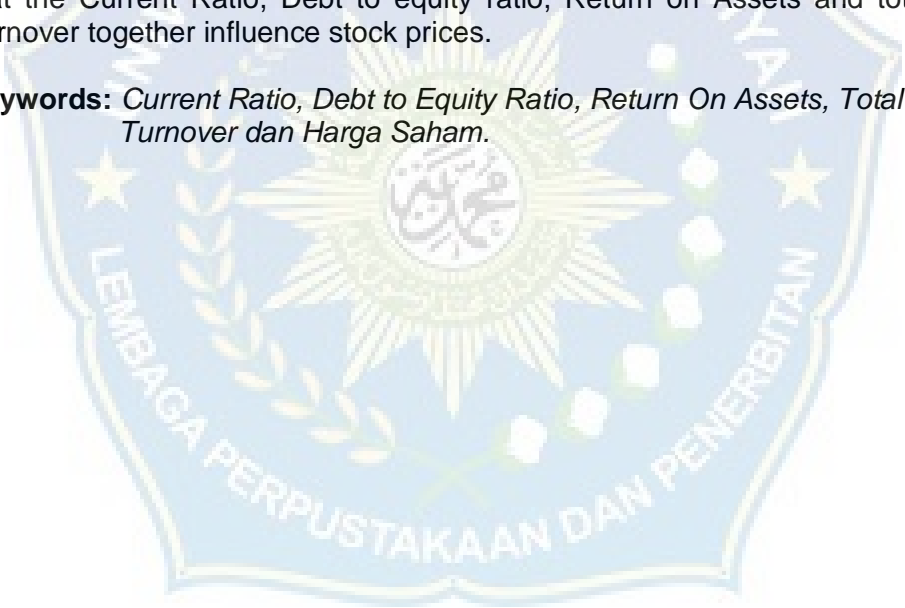 the Current Ratio, Debt to equity ratio, Return on Assets and
together influence stock prices.
Current Ratio, Debt to Equity Ratio, Return On Assets, Total
Turnover dan Harga Saham.
LEMBAGA PERPUSTAKAAN DAN PENERBITAN